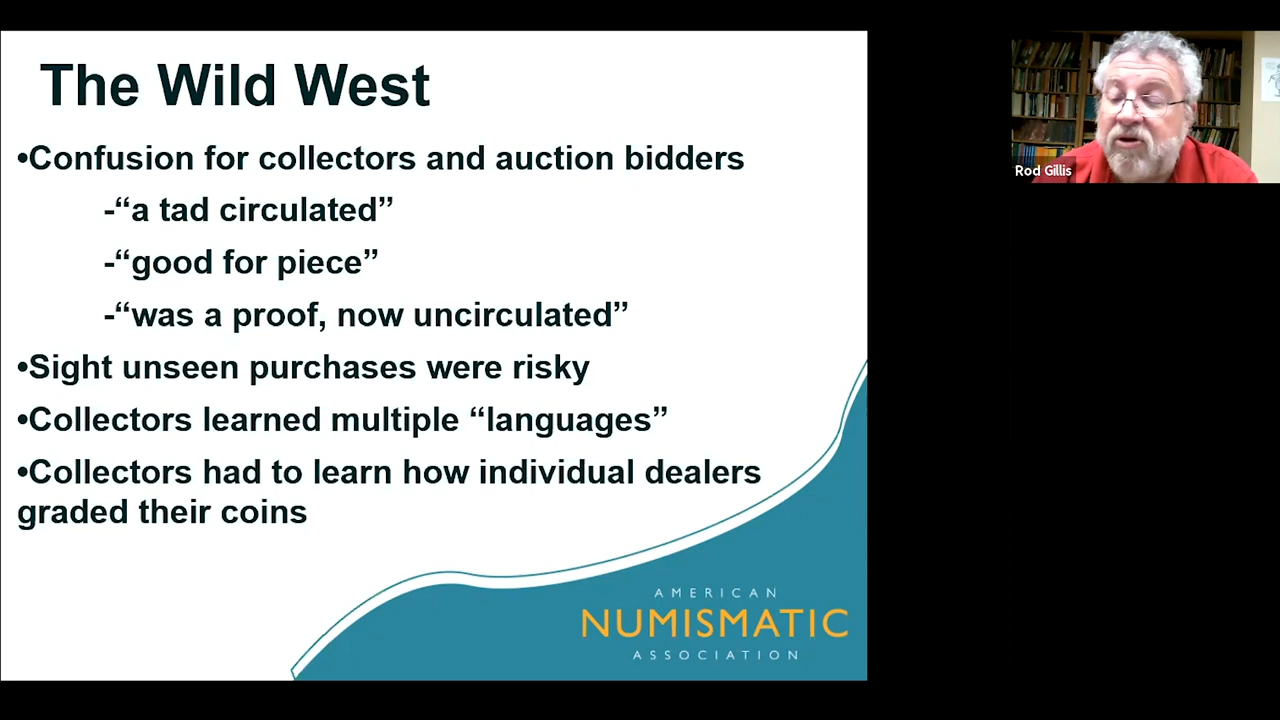 The Wild West
•Confusion for collectors and auction bidders
-“a tad circulated”
-“good for piece”
-“was a proof, now uncirculated”
•Sight unseen purchases were risky
•Collectors learned multiple “languages”
•Collectors had to learn how individual dealers
graded their coins
AMERICAN
NUMISMATIC
ASSOCIATION
Rod Gillis